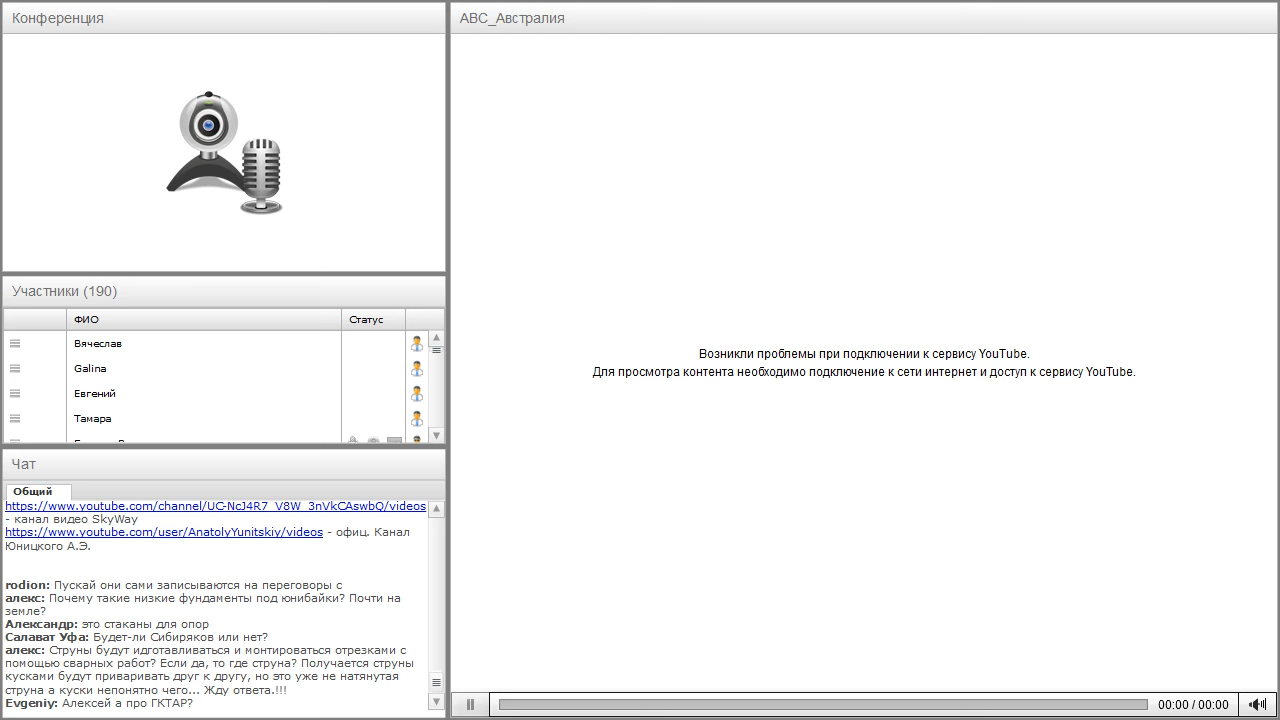 Конференция
ABC_Австралия
Участники (190)
ФИО Статус
Вячеслав
Galina
Евгений
Тамара
Возникли проблемы при подключении к сервису YouTube.
Для просмотра контента необходимо подключение к сети интернет и доступ к сервису YouTube.
Чат
Общий
https://www.youtube.com/channel/UC-NcJ4R7_V8W_3nVkCAswbQ/videos
- канал видео SkyWay
https://www.youtube.com/user/AnatolyYunitskiy/videos - офиц. Канал
Юницкого А.Э.
rodion: Пускай они сами записываются на переговоры с
алекс: Почему такие низкие фундаменты под юнибайки? Почти на
земле?
Александр: это стаканы для опор
Салават Уфа: Будет-ли Сибиряков или нет?
алекс: Струны будут идготавливаться и монтироваться отрезками с
помощью сварных работ? Если да, то где струна? Получается струны
кусками будут приваривать друг к другу, но это уже не натянутая
струна а куски непонятно чего... Жду ответа.!!!
Evgeniy: Алексей а про ГКТАР?
00:00 / 00:00